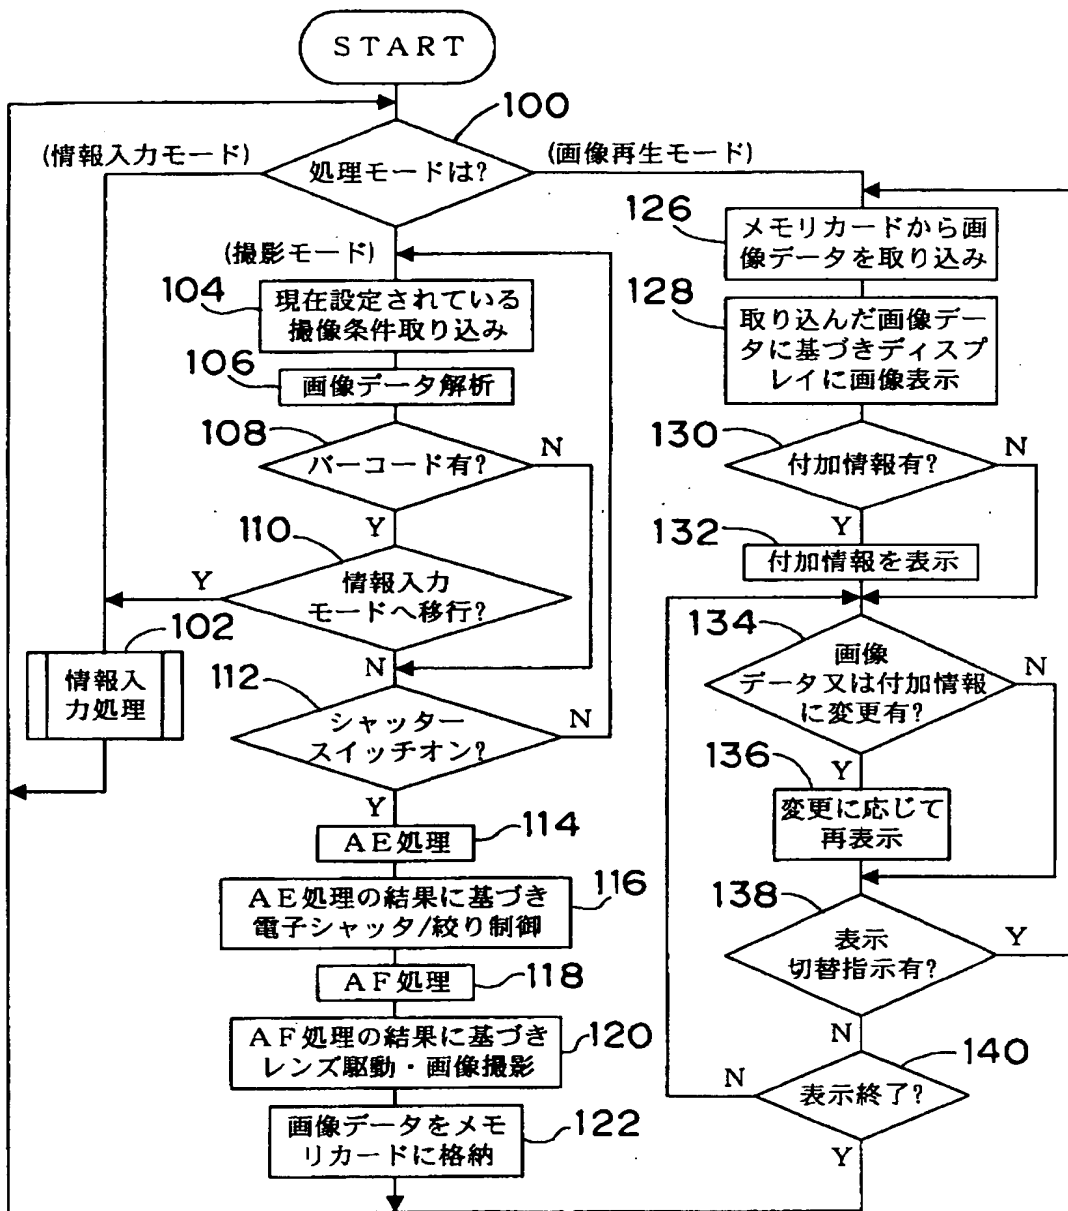 START
100
(情報入力モード)
処理モードは?
(画像再生モード)
(撮影モード)
104
現在設定されている
撮像条件取り込み
106
画像データ解析
108
バーコード有?
N
Y
110
情報入力
モードへ移行?
Y
N
102
情報入
力処理
112
シャッター
スイッチオン?
N
Y
AE処理
114
AE処理の結果に基づき
電子シャッタ/絞り制御
116
AF処理
118
AF処理の結果に基づき
レンズ駆動・画像撮影
120
画像データをメモ
リカードに格納
122
126
メモリカードから画
像データを取り込み
128
取り込んだ画像デー
タに基づきディスプ
レイに画像表示
130
付加情報有?
N
Y
132
付加情報を表示
134
画像
データ又は付加情報
に変更有?
N
Y
136
変更に応じて
再表示
138
表示
切替指示有?
Y
N
140
表示終了?
N
Y